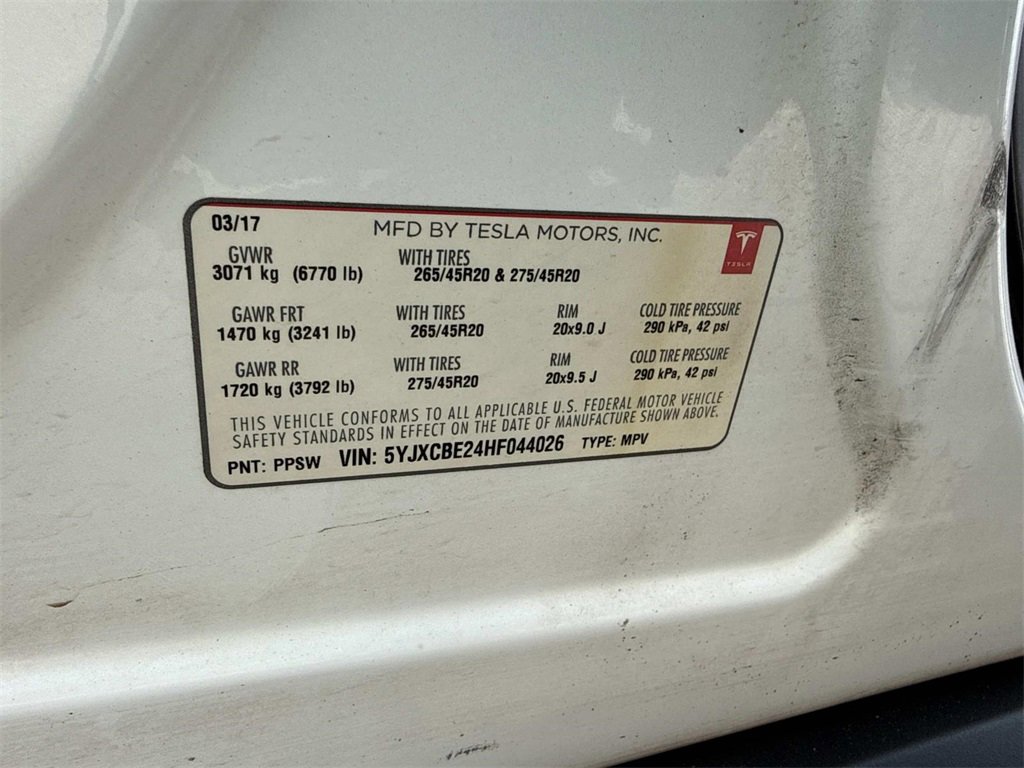 03/17 MFD BY TESLA MOTORS, INC.
TESLA
GVWR WITH TIRES
3071 kg (6770 lb) 265/45R20 & 275/45R20
GAWR FRT WITH TIRES RIM COLD TIRE PRESSURE
1470 kg (3241 lb) 265/45R20 20x9.0 J 290 kPa, 42 psi
GAWR RR WITH TIRES RIM COLD TIRE PRESSURE
1720 kg (3792 lb) 275/45R20 20x9.5 J 290 kPa, 42 psi
THIS VEHICLE CONFORMS TO ALL APPLICABLE U.S. FEDERAL MOTOR VEHICLE
SAFETY STANDARDS IN EFFECT ON THE DATE OF MANUFACTURE SHOWN ABOVE.
PNT: PPSW VIN: 5YJXCBE24HF044026 TYPE: MPV